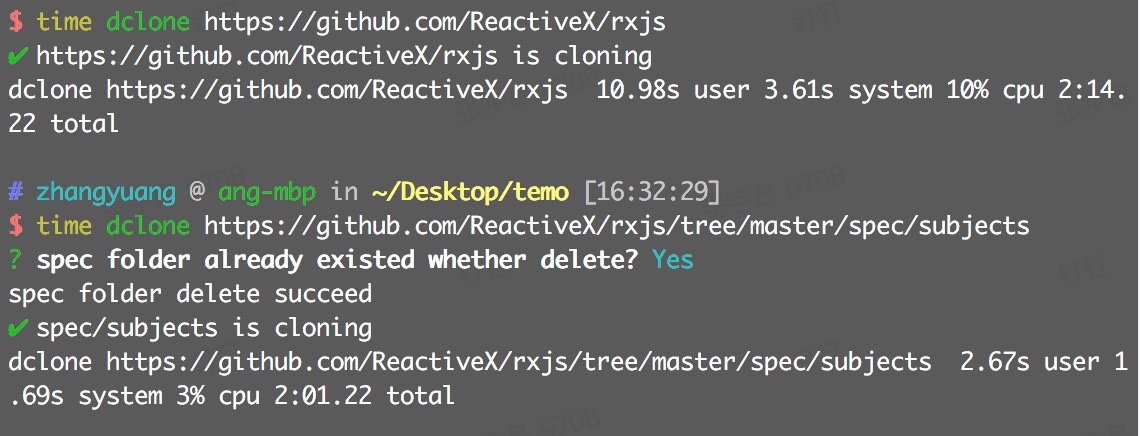 $ time dclone https://github.com/ReactiveX/rxjs
✔ https://github.com/ReactiveX/rxjs is cloning
dclone https://github.com/ReactiveX/rxjs  10.98s user 3.61s system 10% cpu 2:14.
22 total
# zhangyuang @ ang-mbp in ~/Desktop/temo [16:32:29]
$ time dclone https://github.com/ReactiveX/rxjs/tree/master/spec/subjects
? spec folder already existed whether delete? Yes
spec folder delete succeed
✔ spec/subjects is cloning
dclone https://github.com/ReactiveX/rxjs/tree/master/spec/subjects  2.67s user 1
.69s system 3% cpu 2:01.22 total